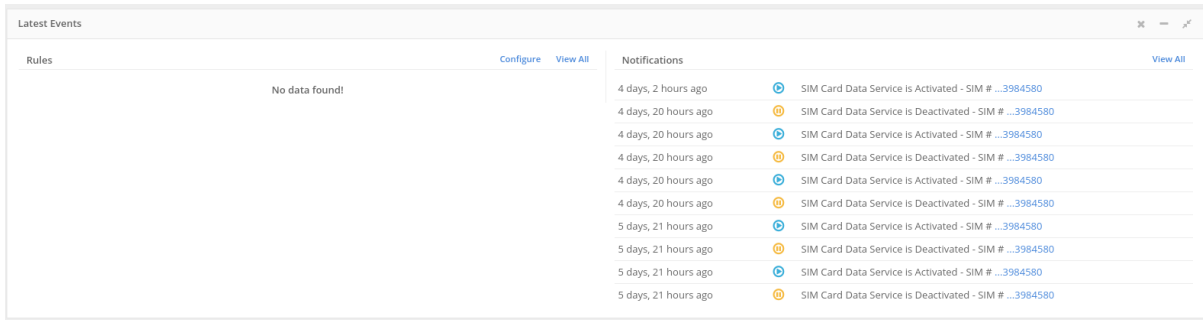 Latest Events
Rules Configure View All
No data found!
Notifications View All
4 days, 2 hours ago SIM Card Data Service is Activated - SIM # ...3984580
4 days, 20 hours ago SIM Card Data Service is Deactivated - SIM # ...3984580
4 days, 20 hours ago SIM Card Data Service is Activated - SIM # ...3984580
4 days, 20 hours ago SIM Card Data Service is Deactivated - SIM # ...3984580
4 days, 20 hours ago SIM Card Data Service is Activated - SIM # ...3984580
4 days, 20 hours ago SIM Card Data Service is Deactivated - SIM # ...3984580
5 days, 21 hours ago SIM Card Data Service is Activated - SIM # ...3984580
5 days, 21 hours ago SIM Card Data Service is Deactivated - SIM # ...3984580
5 days, 21 hours ago SIM Card Data Service is Activated - SIM # ...3984580
5 days, 21 hours ago SIM Card Data Service is Deactivated - SIM # ...3984580